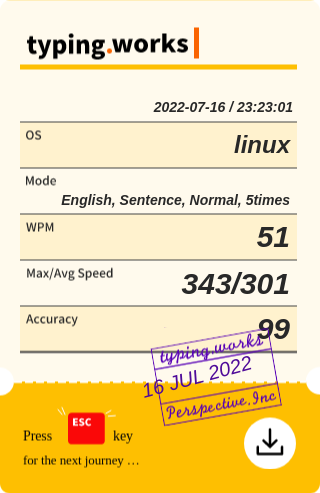 typing.works
2022-07-16 / 23:23:01
OS
linux
Mode
English, Sentence, Normal, 5times
WPM
51
Max/Avg Speed
343/301
Accuracy
99
typing.works
16 JUL 2022
Perspective.Inc
Press ESC key
for the next journey …